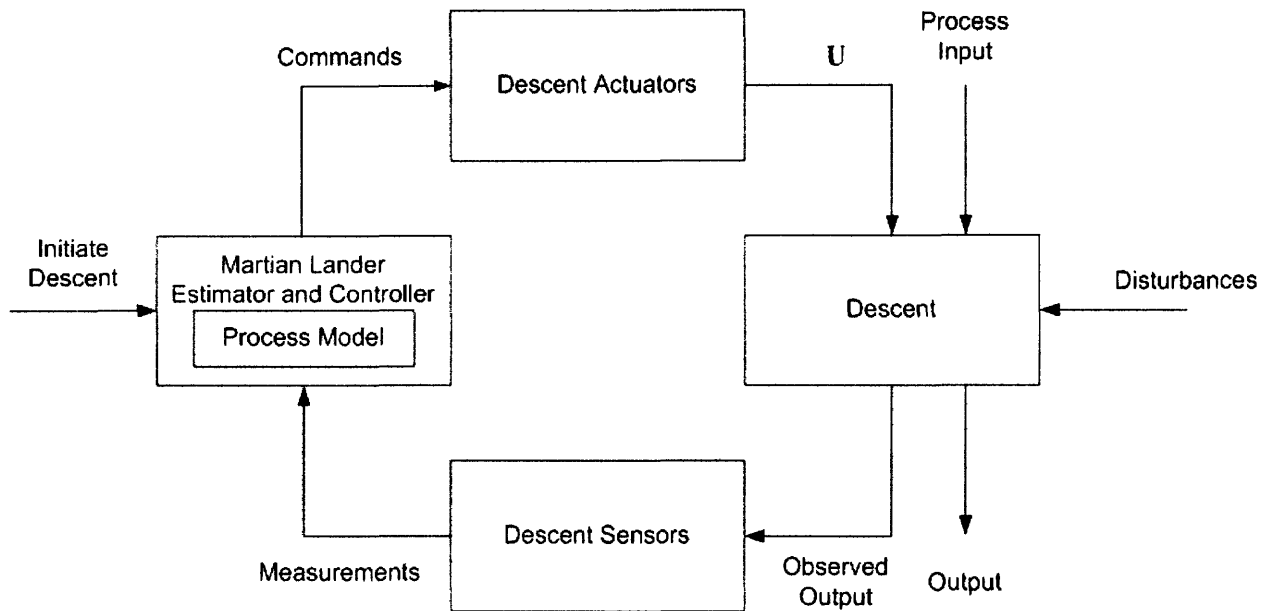 Process
Input
Commands
U
Descent Actuators
Initiate
Descent
Martian Lander
Estimator and Controller
Process Model
Descent
Disturbances
Descent Sensors
Measurements
Observed
Output
Output